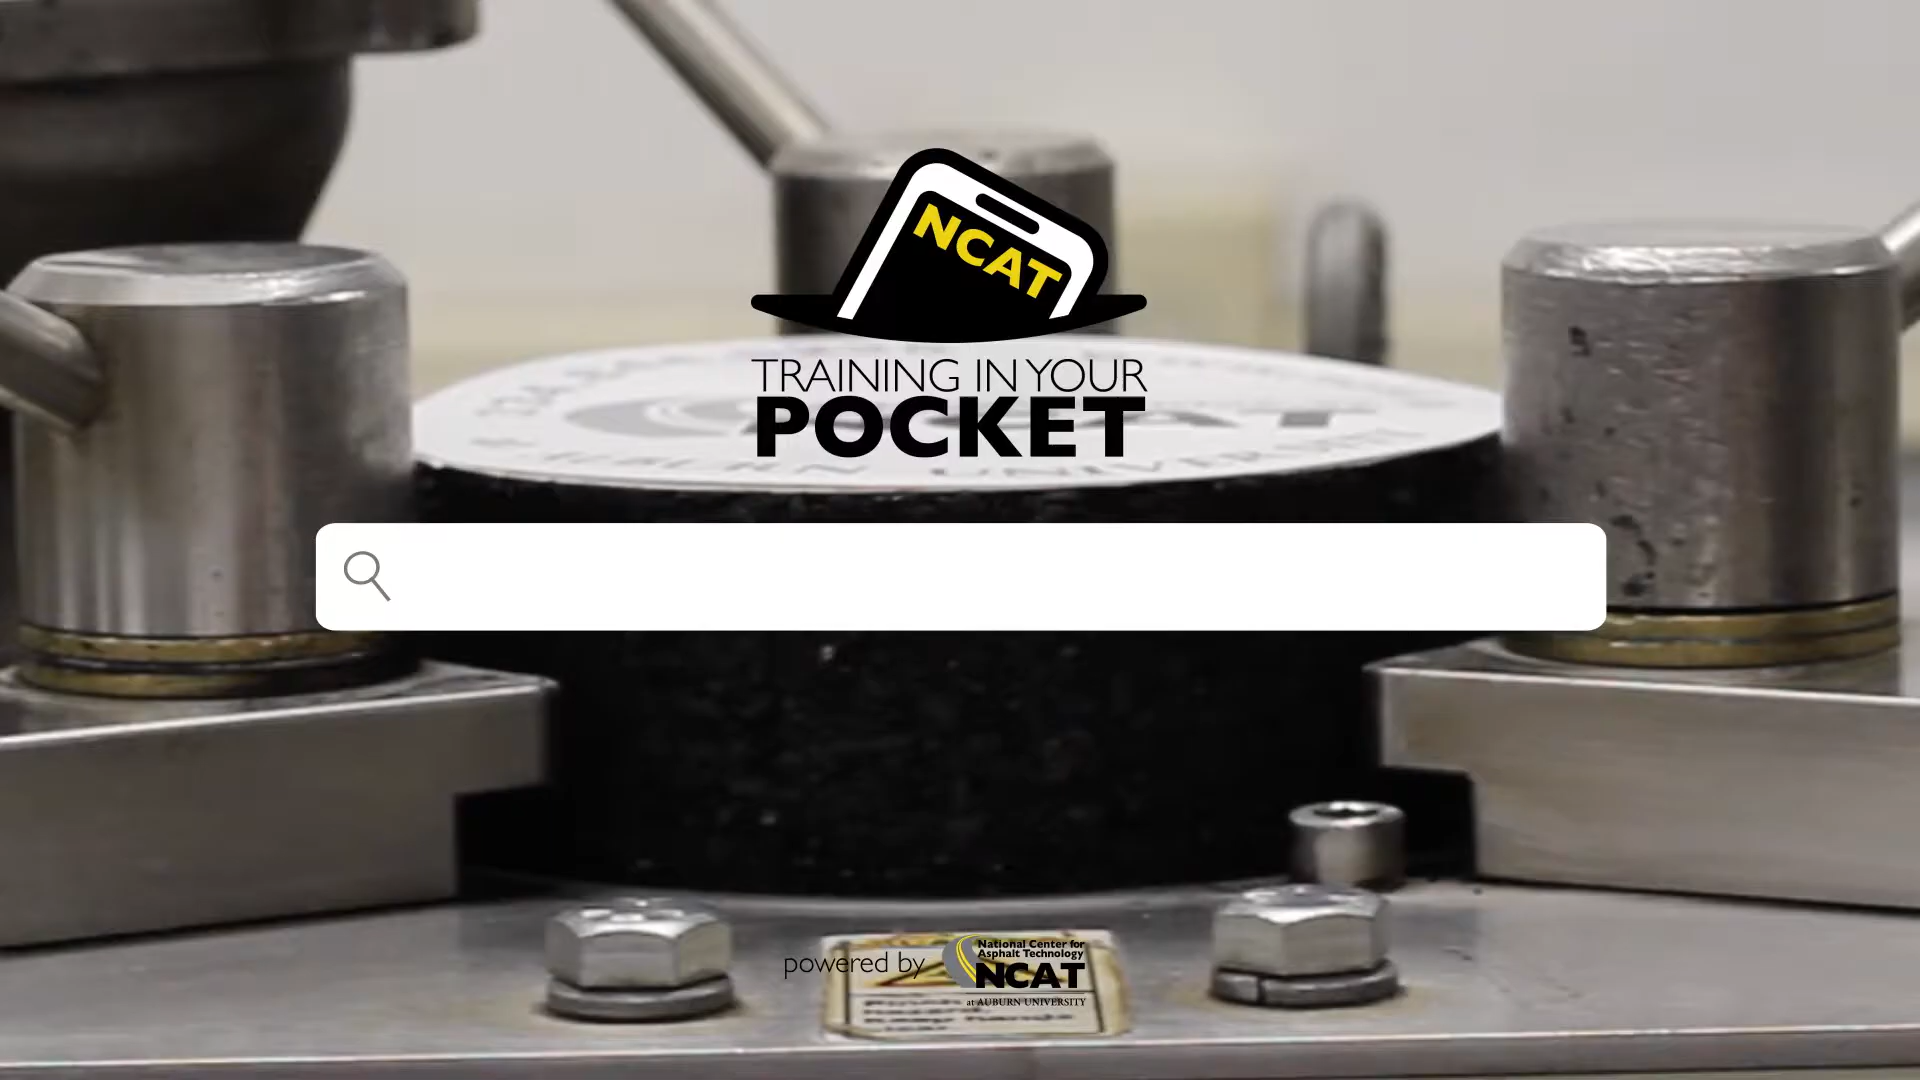 NCAT
TRAINING IN YOUR
POCKET
powered by
National Center for
Asphalt Technology
NCAT
at AUBURN UNIVERSITY